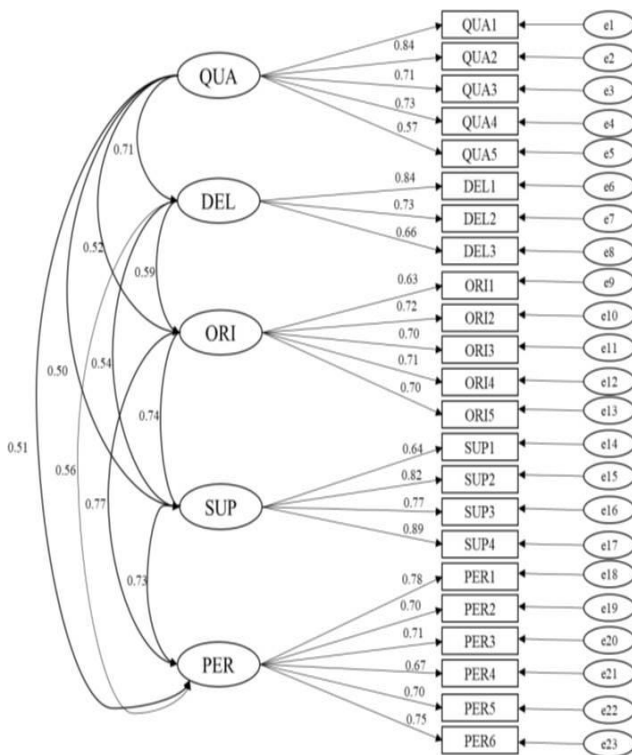 QUA1
e1
0.84
QUA2
e2
QUA
0.71
QUA3
e3
0.73
QUA4
e4
0.57
0.71
QUA5
e5
0.84
DEL1
e6
DEL
0.73
DEL2
e7
0.66
DEL3
e8
0.52
0.59
0.63
ORI1
e9
0.72
ORI2
e10
ORI
0.70
ORI3
e11
0.50
0.54
0.71
ORI4
e12
0.70
ORI5
e13
0.74
0.51
0.56
0.64
SUP1
e14
0.82
SUP2
e15
0.77
SUP
0.77
SUP3
e16
0.89
SUP4
e17
0.73
0.78
PER1
e18
0.70
PER2
e19
PER
0.71
PER3
e20
0.67
PER4
e21
0.70
PER5
e22
0.75
PER6
e23